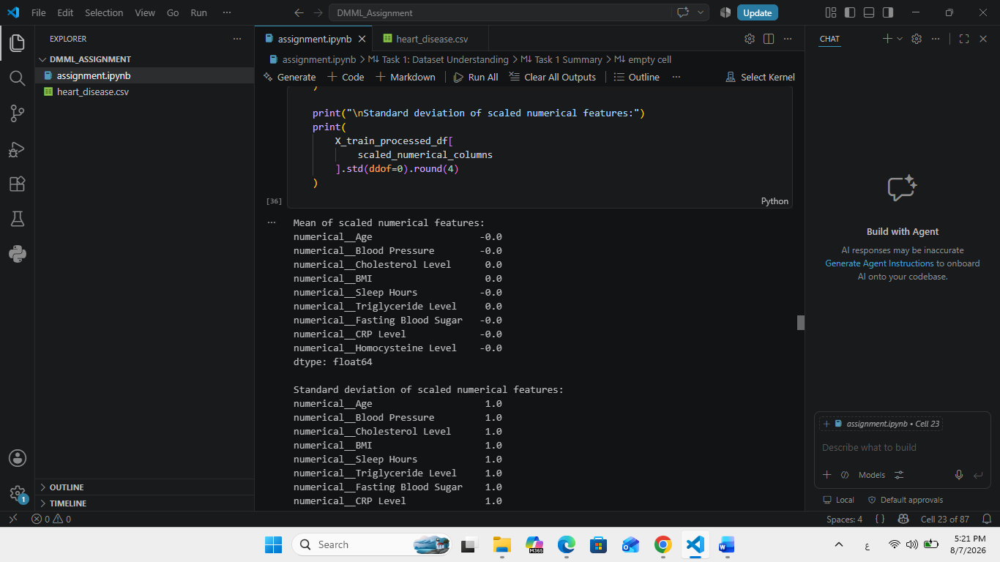 File Edit Selection View Go Run ···
DMML_Assignment
Update
EXPLORER ···
DMML_ASSIGNMENT
assignment.ipynb
heart_disease.csv
OUTLINE
TIMELINE
assignment.ipynb
heart_disease.csv
assignment.ipynb > M↓ Task 1: Dataset Understanding > M↓ Task 1 Summary > M↓ empty cell
Generate + Code + Markdown Run All Clear All Outputs Outline ··· Select Kernel
)
print("\nStandard deviation of scaled numerical features:")
print(
X_train_processed_df[
scaled_numerical_columns
].std(ddof=0).round(4)
)
[36]
Python
··· Mean of scaled numerical features:
numerical__Age -0.0
numerical__Blood Pressure -0.0
numerical__Cholesterol Level 0.0
numerical__BMI 0.0
numerical__Sleep Hours -0.0
numerical__Triglyceride Level 0.0
numerical__Fasting Blood Sugar -0.0
numerical__CRP Level -0.0
numerical__Homocysteine Level -0.0
dtype: float64
Standard deviation of scaled numerical features:
numerical__Age 1.0
numerical__Blood Pressure 1.0
numerical__Cholesterol Level 1.0
numerical__BMI 1.0
numerical__Sleep Hours 1.0
numerical__Triglyceride Level 1.0
numerical__Fasting Blood Sugar 1.0
numerical__CRP Level 1.0
CHAT
Build with Agent
AI responses may be inaccurate
Generate Agent Instructions to onboard
AI onto your codebase.
assignment.ipynb • Cell 23
Describe what to build
Models
Local Default approvals
1
0 0
Spaces: 4 { } Cell 23 of 87
Search
M365
ع
5:21 PM
8/7/2026